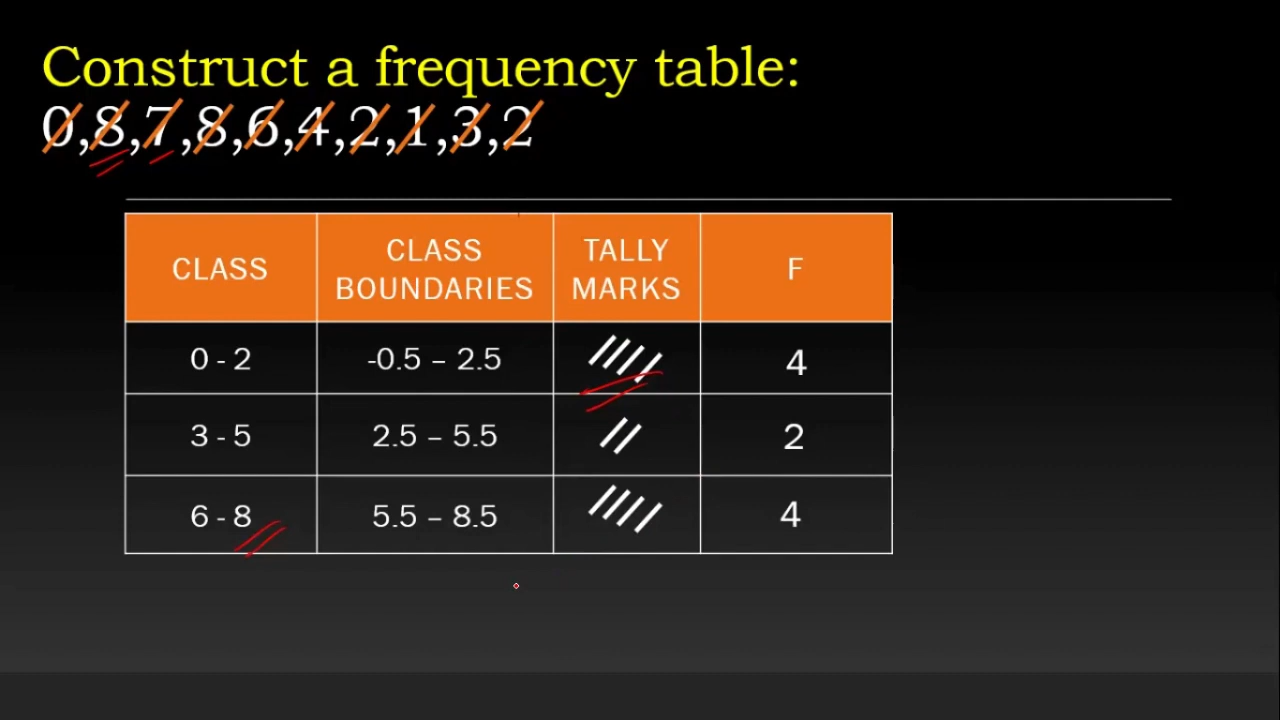 Construct a frequency table:
0,8,7,8,6,4,2,1,3,2
CLASS
CLASS
BOUNDARIES
TALLY
MARKS
F
0 - 2
-0.5 – 2.5
4
3 - 5
2.5 – 5.5
2
6 - 8
5.5 – 8.5
4